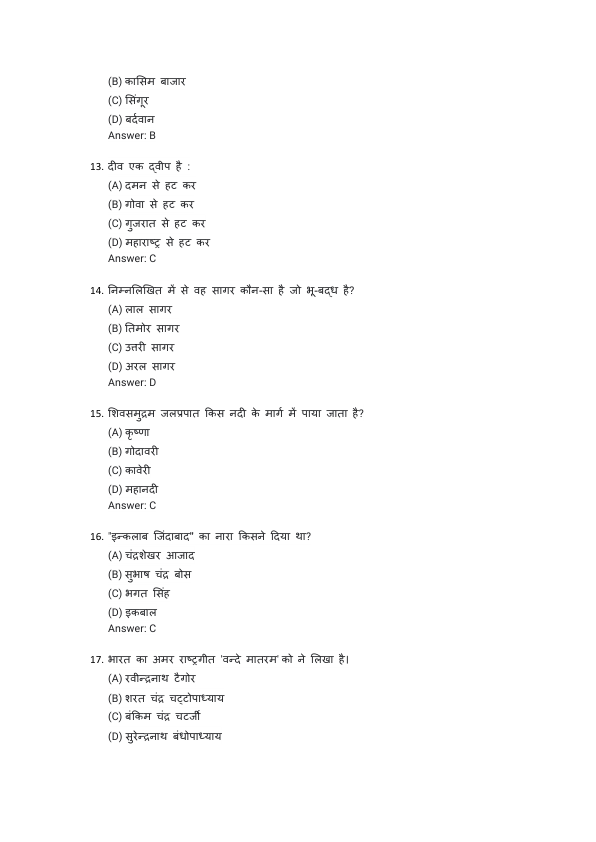 (B) कासिम बाजार
(C) सिंगूर
(D) बर्दवान
Answer: B
13. दीव एक द्वीप है :
(A) दमन से हट कर
(B) गोवा से हट कर
(C) गुजरात से हट कर
(D) महाराष्ट्र से हट कर
Answer: C
14. निम्नलिखित में से वह सागर कौन-सा है जो भू-बद्ध है?
(A) लाल सागर
(B) तिमोर सागर
(C) उत्तरी सागर
(D) अरल सागर
Answer: D
15. शिवसमुद्रम जलप्रपात किस नदी के मार्ग में पाया जाता है?
(A) कृष्णा
(B) गोदावरी
(C) कावेरी
(D) महानदी
Answer: C
16. "इन्कलाब जिंदाबाद" का नारा किसने दिया था?
(A) चंद्रशेखर आजाद
(B) सुभाष चंद्र बोस
(C) भगत सिंह
(D) इकबाल
Answer: C
17. भारत का अमर राष्ट्रगीत 'वन्दे मातरम' को ने लिखा है।
(A) रवीन्द्रनाथ टैगोर
(B) शरत चंद्र चट्टोपाध्याय
(C) बंकिम चंद्र चटर्जी
(D) सुरेन्द्रनाथ बंधोपाध्याय